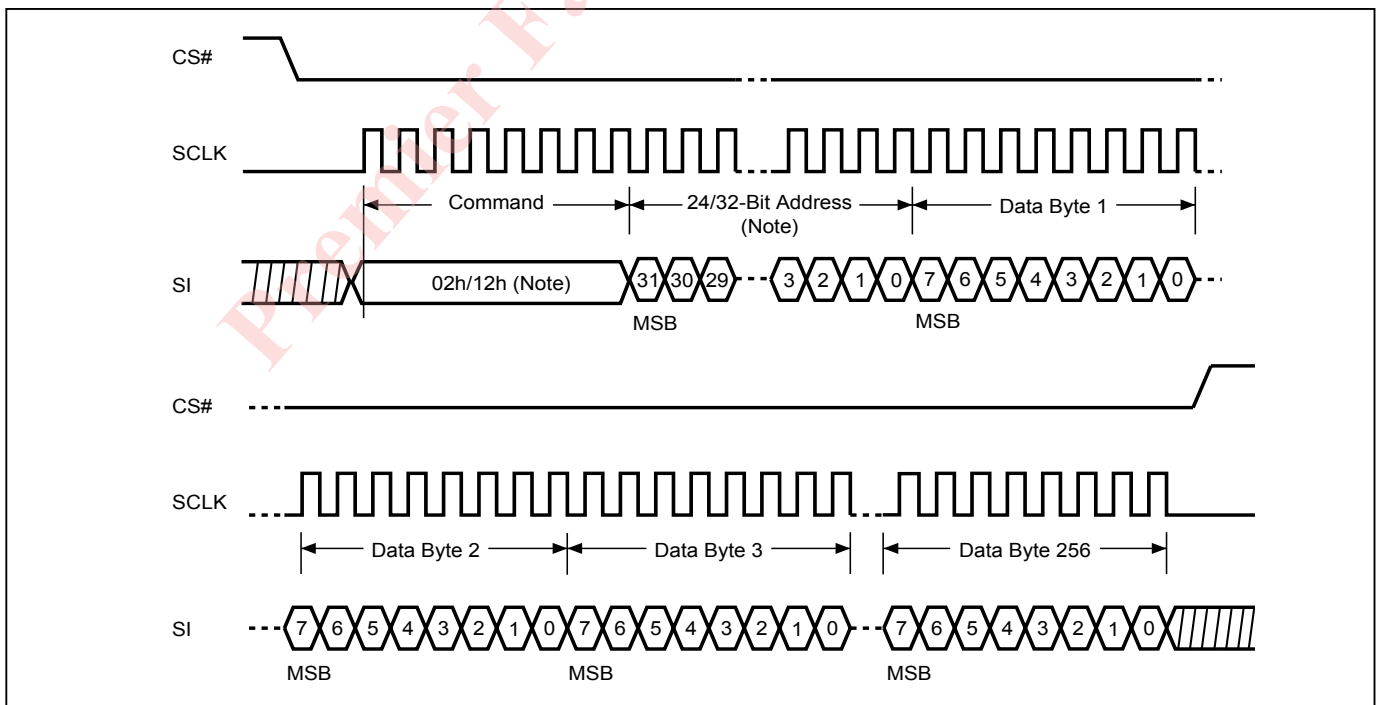 Premier F
CS#
SCLK
Command
24/32-Bit Address
(Note)
Data Byte 1
SI
02h/12h (Note)
31 30 29
3 2 1 0 7 6 5 4 3 2 1 0
MSB
MSB
CS#
SCLK
Data Byte 2
Data Byte 3
Data Byte 256
SI
7 6 5 4 3 2 1 0 7 6 5 4 3 2 1 0
7 6 5 4 3 2 1 0
MSB
MSB
MSB